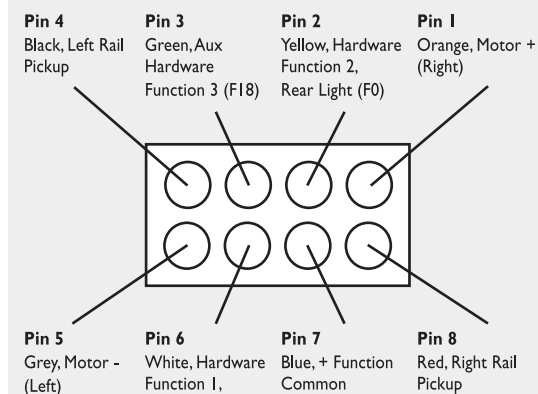 Pin 4
Black, Left Rail
Pickup
Pin 3
Green, Aux
Hardware
Function 3 (F18)
Pin 2
Yellow, Hardware
Function 2,
Rear Light (F0)
Pin 1
Orange, Motor +
(Right)
Pin 5
Grey, Motor -
(Left)
Pin 6
White, Hardware
Function 1,
Pin 7
Blue, + Function
Common
Pin 8
Red, Right Rail
Pickup